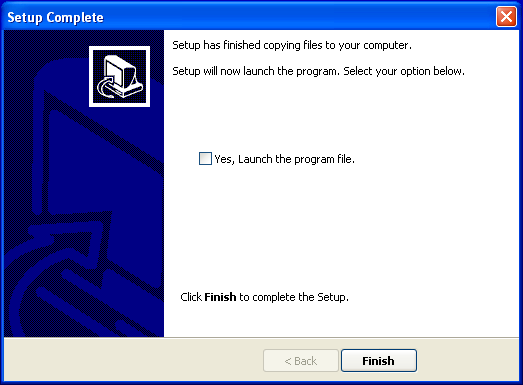 Setup Complete
Setup has finished copying files to your computer.
Setup will now launch the program. Select your option below.
Yes, Launch the program file.
Click Finish to complete the Setup.
< Back
Finish